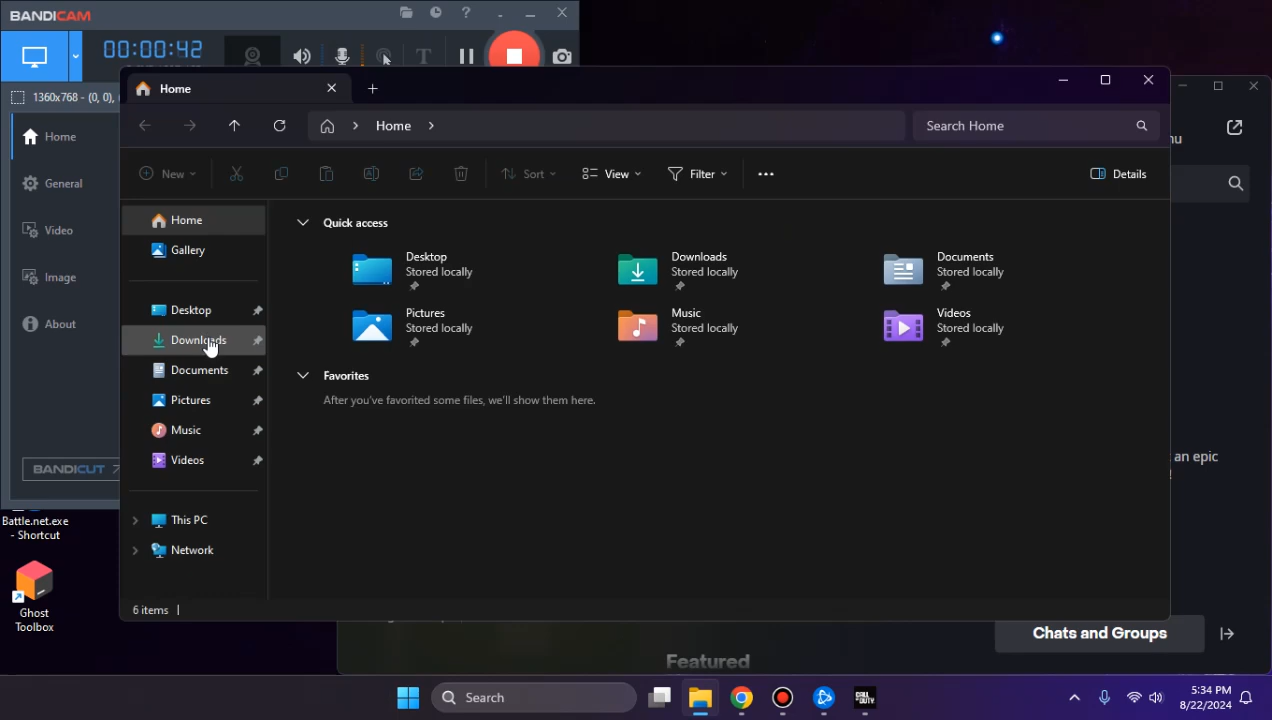 BANDICAM
00:00:42
1360x768 - (0, 0),
Home
General
Video
Image
About
BANDICUT
Home
Home
Search Home
New
Sort
View
Filter
Details
Home
Gallery
Desktop
Downloads
Documents
Pictures
Music
Videos
This PC
Network
Quick access
Desktop
Stored locally
Downloads
Stored locally
Documents
Stored locally
Pictures
Stored locally
Music
Stored locally
Videos
Stored locally
Favorites
After you've favorited some files, we'll show them here.
6 items
an epic
Chats and Groups
Featured
Battle.net.exe
- Shortcut
Ghost
Toolbox
Search
CALL OF DUTY
5:34 PM
8/22/2024